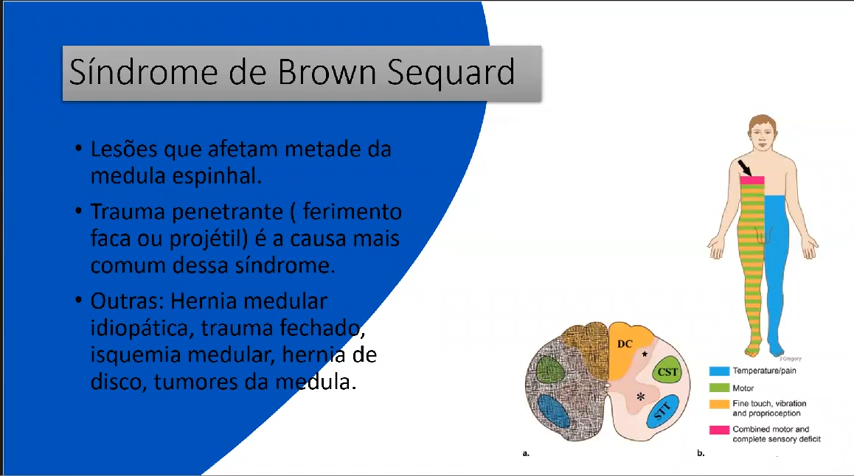 Síndrome de Brown Sequard
• Lesões que afetam metade da
medula espinhal.
• Trauma penetrante ( ferimento
faca ou projétil) é a causa mais
comum dessa síndrome.
• Outras: Hernia medular
idiopática, trauma fechado,
isquemia medular, hernia de
disco, tumores da medula.
DC
CST
*
STT
a.
J Gregory
Temperature/pain
Motor
Fine touch, vibration
and proprioception
Combined motor and
complete sensory deficit
b.